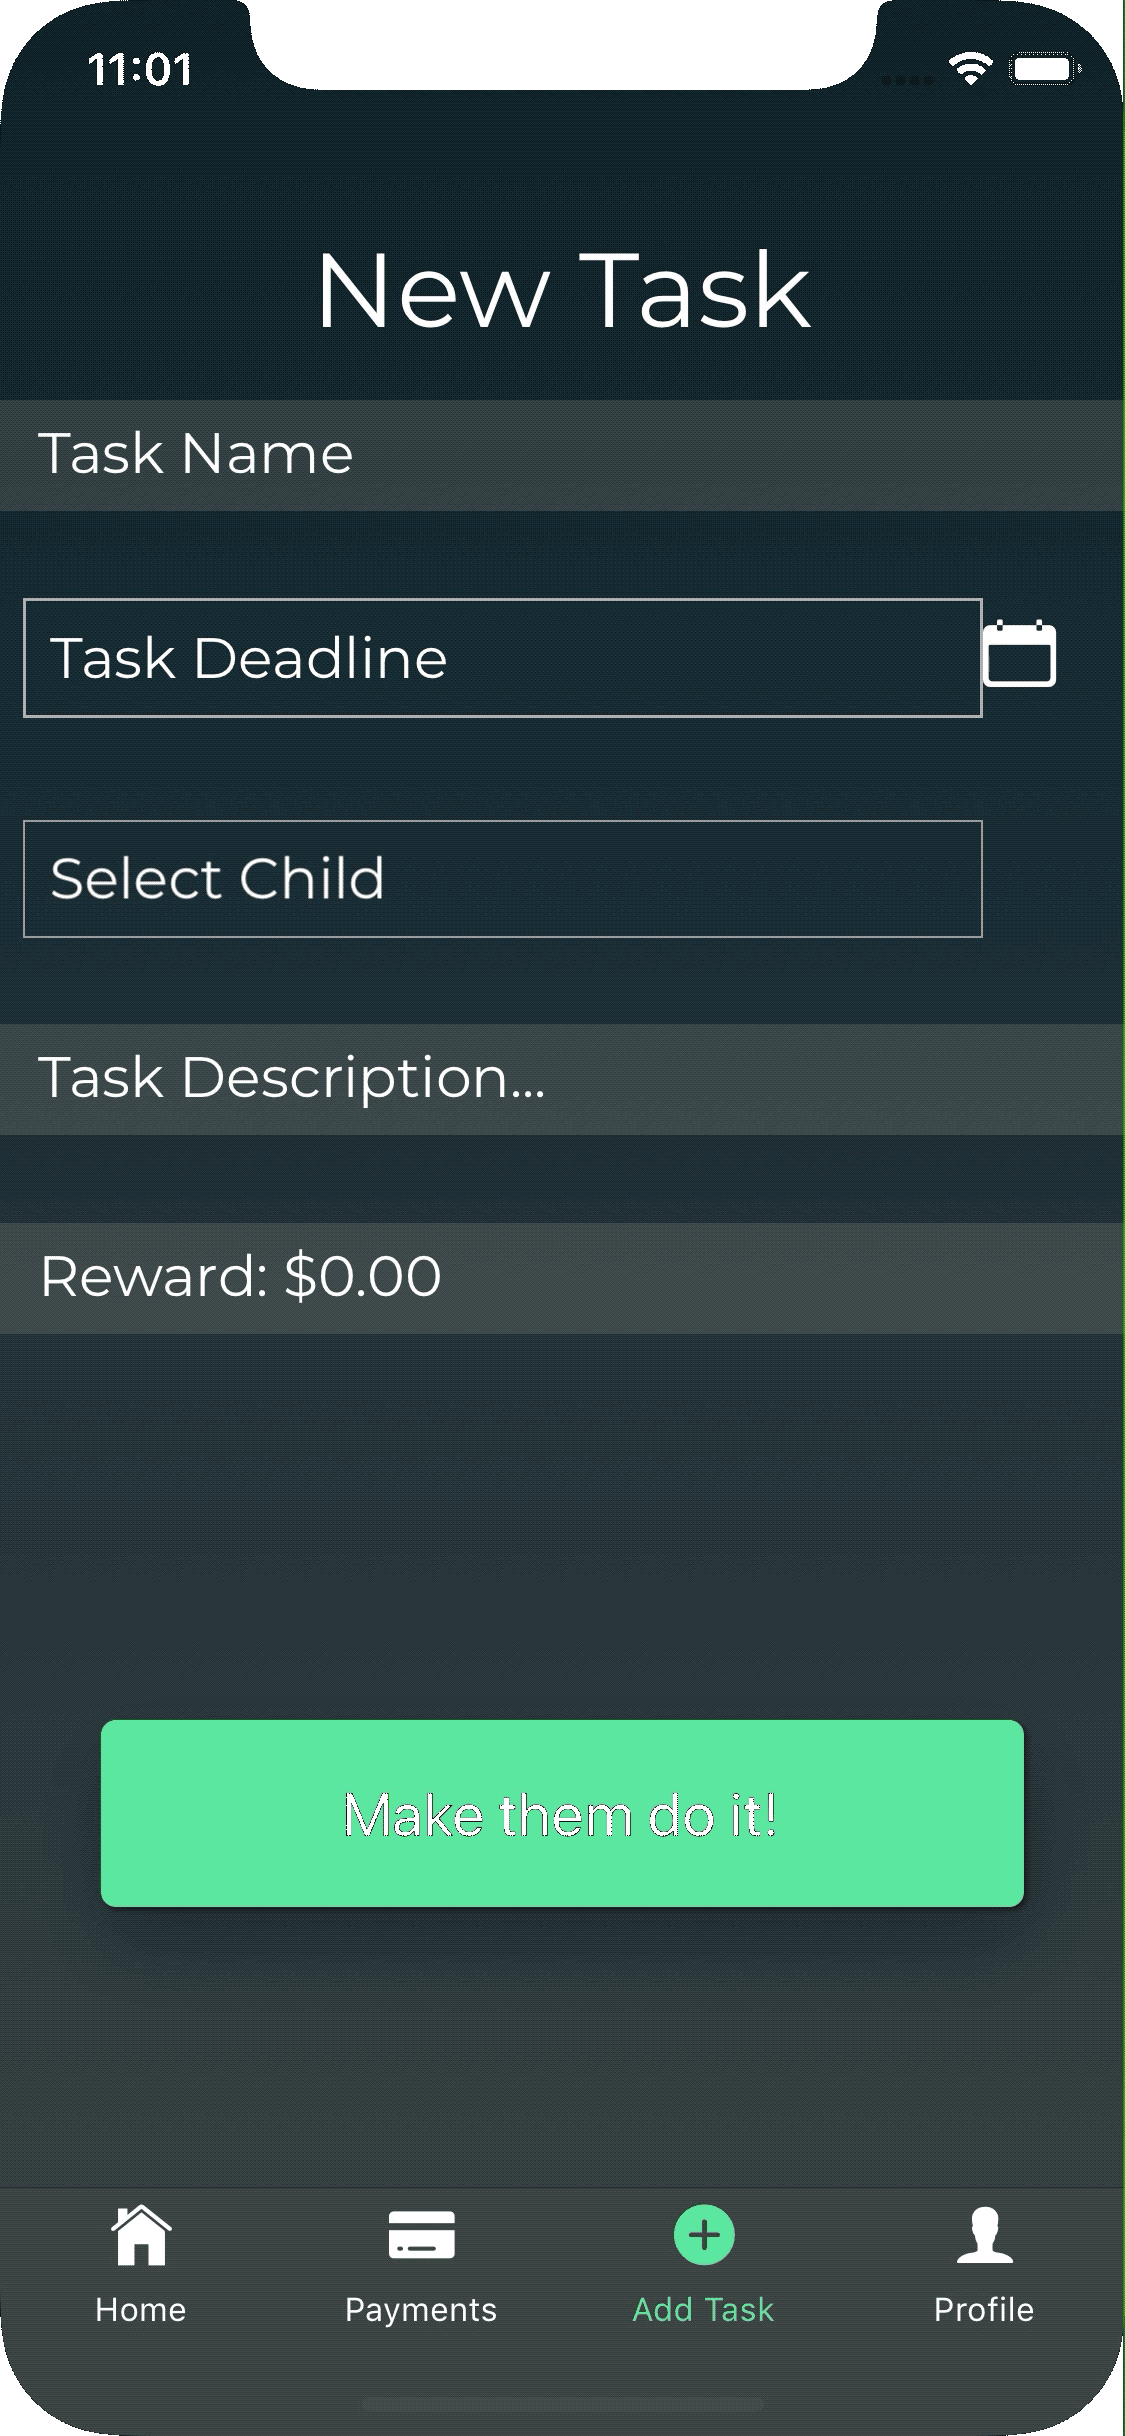 11:01
New Task
Task Name
Task Deadline
Select Child
Task Description...
Reward: $0.00
Make them do it!
Home
Payments
Add Task
Profile